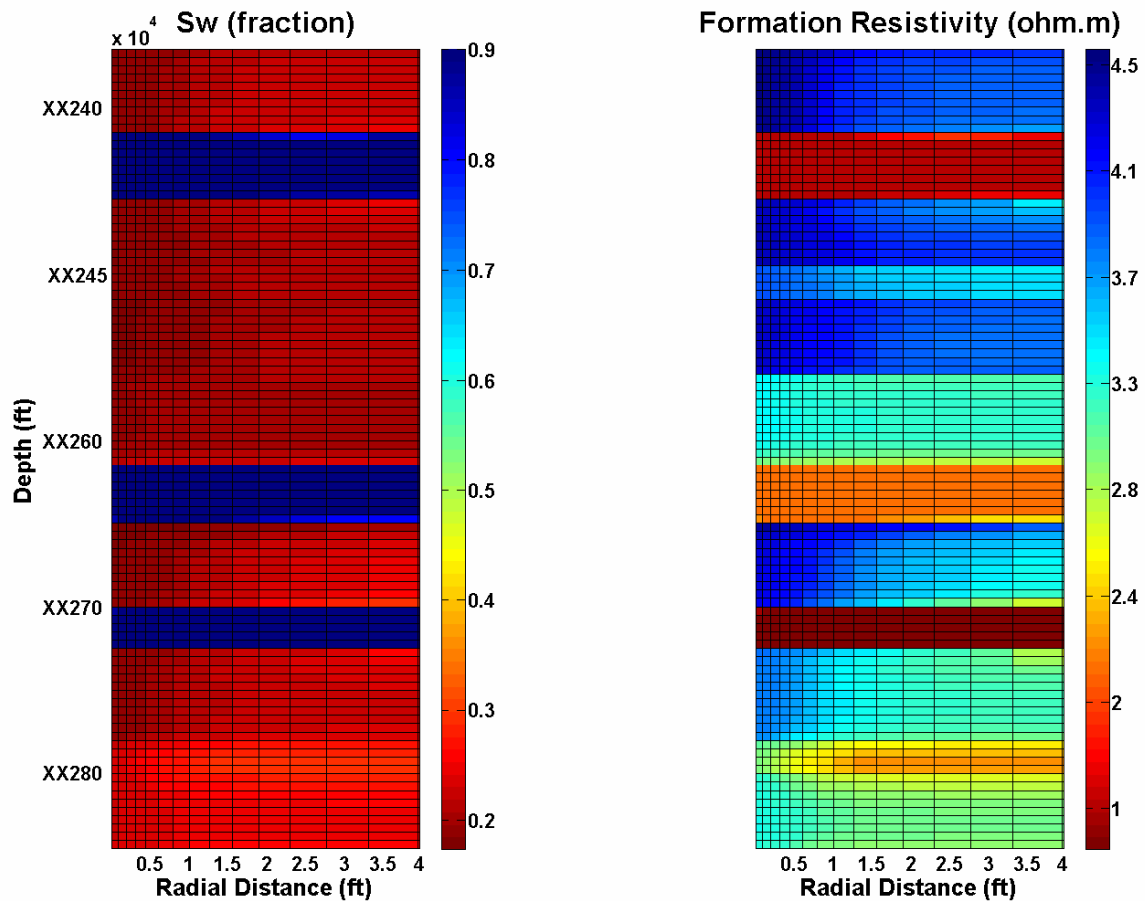 Sw (fraction)
x 10^4
Depth (ft)
XX240
XX245
XX260
XX270
XX280
0.5 1 1.5 2 2.5 3 3.5 4
Radial Distance (ft)
0.9
0.8
0.7
0.6
0.5
0.4
0.3
0.2
Formation Resistivity (ohm.m)
0.5 1 1.5 2 2.5 3 3.5 4
Radial Distance (ft)
4.5
4.1
3.7
3.3
2.8
2.4
2
1